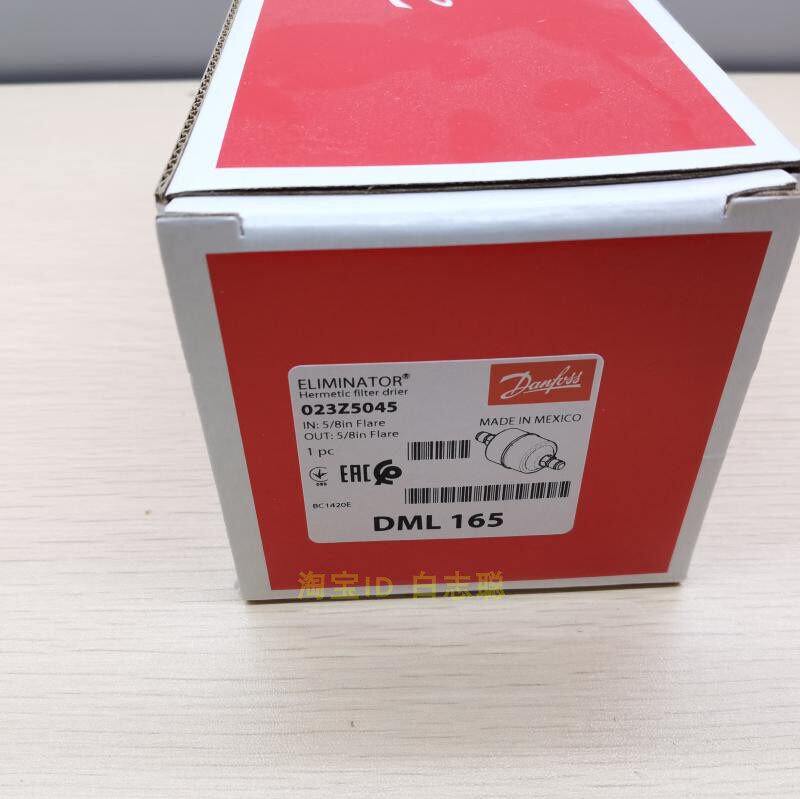 ELIMINATOR®
Hermetic filter drier
Danfoss
023Z5045
IN: 5/8in Flare
OUT: 5/8in Flare
MADE IN MEXICO
1 pc
EAC
BC1420E
DML 165
淘宝ID 白志聪